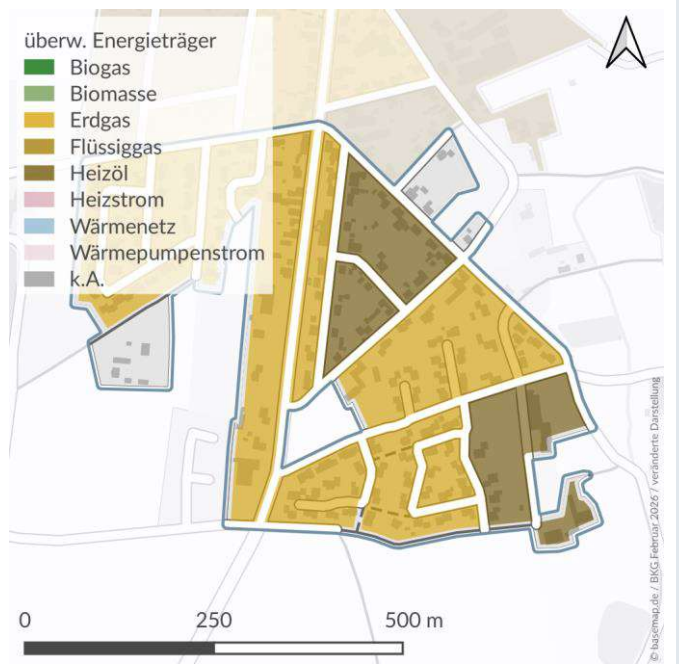 überw. Energieträger
Biogas
Biomasse
Erdgas
Flüssiggas
Heizöl
Heizstrom
Wärmenetz
Wärmepumpenstrom
k.A.
0 250 500 m
© basemap.de / BKG Februar 2026 / veränderte Darstellung